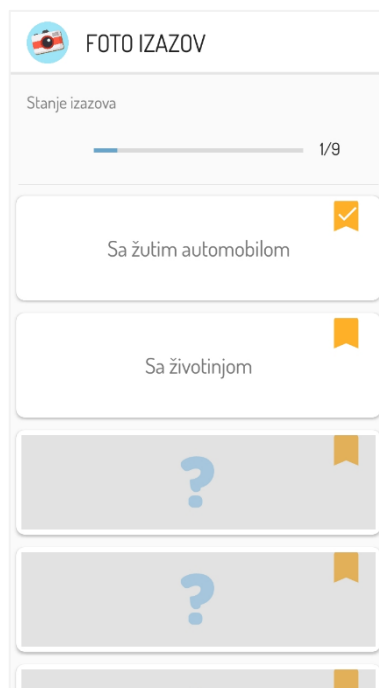 FOTO IZAZOV
Stanje izazova
1/9
Sa žutim automobilom
Sa životinjom
?
?